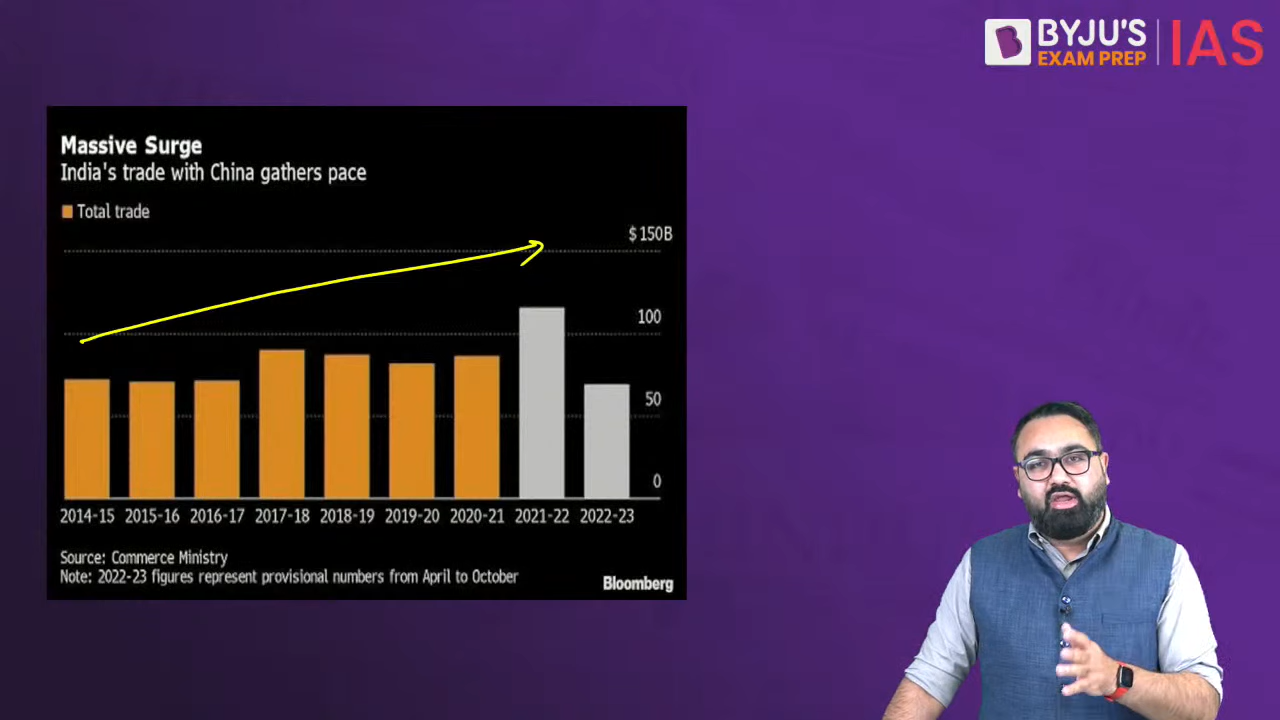 BYJU'S
EXAM PREP
IAS
Massive Surge
India's trade with China gathers pace
Total trade
$ 150B
100
50
0
2014-15 2015-16 2016-17 2017-18 2018-19 2019-20 2020-21 2021-22 2022-23
Source: Commerce Ministry
Note: 2022-23 figures represent provisional numbers from April to October
Bloomberg